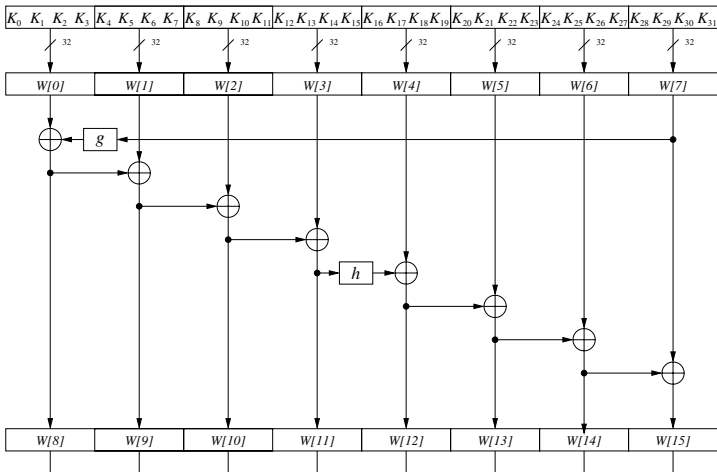 K₀ K₁ K₂ K₃ K₄ K₅ K₆ K₇ K₈ K₉ K₁₀ K₁₁ K₁₂ K₁₃ K₁₄ K₁₅ K₁₆ K₁₇ K₁₈ K₁₉ K₂₀ K₂₁ K₂₂ K₂₃ K₂₄ K₂₅ K₂₆ K₂₇ K₂₈ K₂₉ K₃₀ K₃₁
32 32 32 32 32 32 32 32
W[0] W[1] W[2] W[3] W[4] W[5] W[6] W[7]
g
h
W[8] W[9] W[10] W[11] W[12] W[13] W[14] W[15]